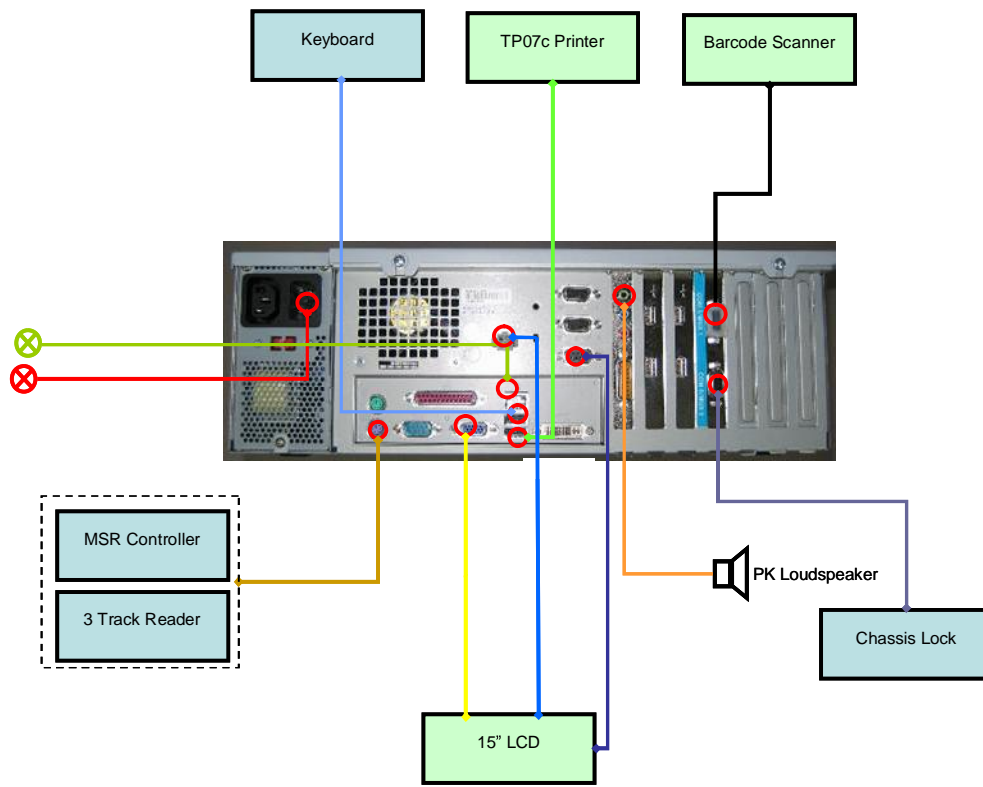 Keyboard
TP07c Printer
Barcode Scanner
MSR Controller
3 Track Reader
PK Loudspeaker
Chassis Lock
15” LCD